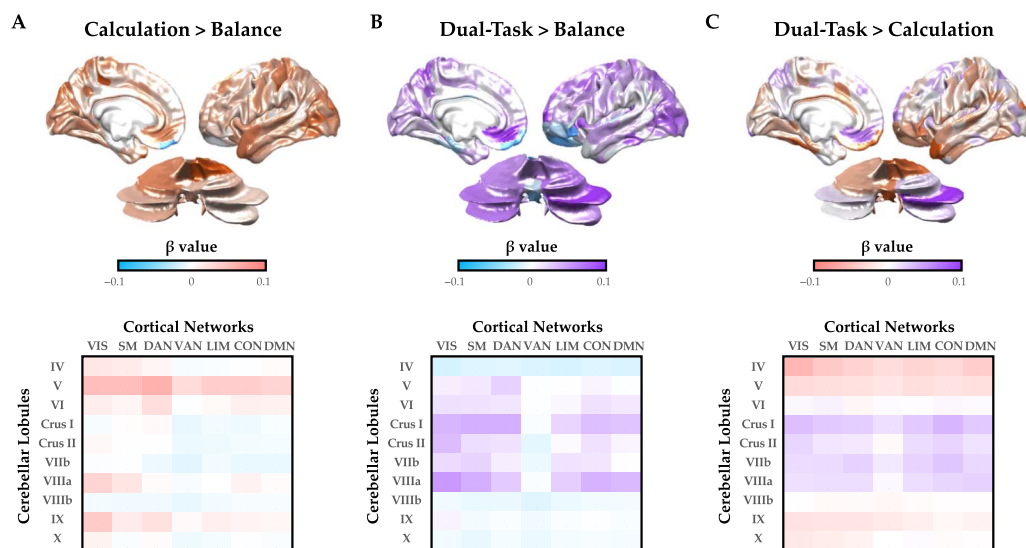 A
Calculation > Balance
B
Dual-Task > Balance
C
Dual-Task > Calculation
β value
−0.1 0 0.1
β value
−0.1 0 0.1
β value
−0.1 0 0.1
Cortical Networks
VIS SM DAN VAN LIM CON DMN
Cerebellar Lobules
IV
V
VI
Crus I
Crus II
VIIb
VIIIa
VIIIb
IX
X
Cortical Networks
VIS SM DAN VAN LIM CON DMN
Cerebellar Lobules
IV
V
VI
Crus I
Crus II
VIIb
VIIIa
VIIIb
IX
X
Cortical Networks
VIS SM DAN VAN LIM CON DMN
Cerebellar Lobules
IV
V
VI
Crus I
Crus II
VIIb
VIIIa
VIIIb
IX
X